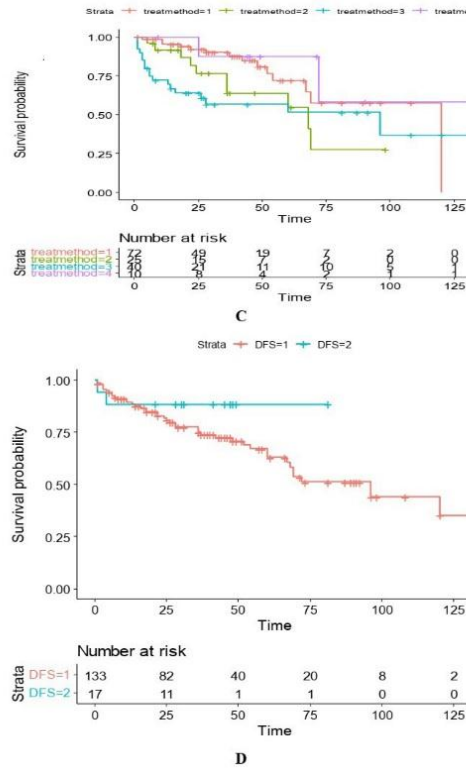 Strata treatmethod=1 treatmethod=2 treatmethod=3 treatm
Survival probability
1.00
0.75
0.50
0.25
0.00
0 25 50 75 100 125
Time
Number at risk
Strata
treatmethod=1 72 49 19 7 2 0
treatmethod=2 15 7 2 0 0
treatmethod=3 40 21 11 10 5 1
treatmethod=4 10 8 4 2 1 1
0 25 50 75 100 125
Time
C
Strata DFS=1 DFS=2
Survival probability
1.00
0.75
0.50
0.25
0.00
0 25 50 75 100 125
Time
Number at risk
Strata
DFS=1 133 82 40 20 8 2
DFS=2 17 11 1 1 0 0
0 25 50 75 100 125
Time
D